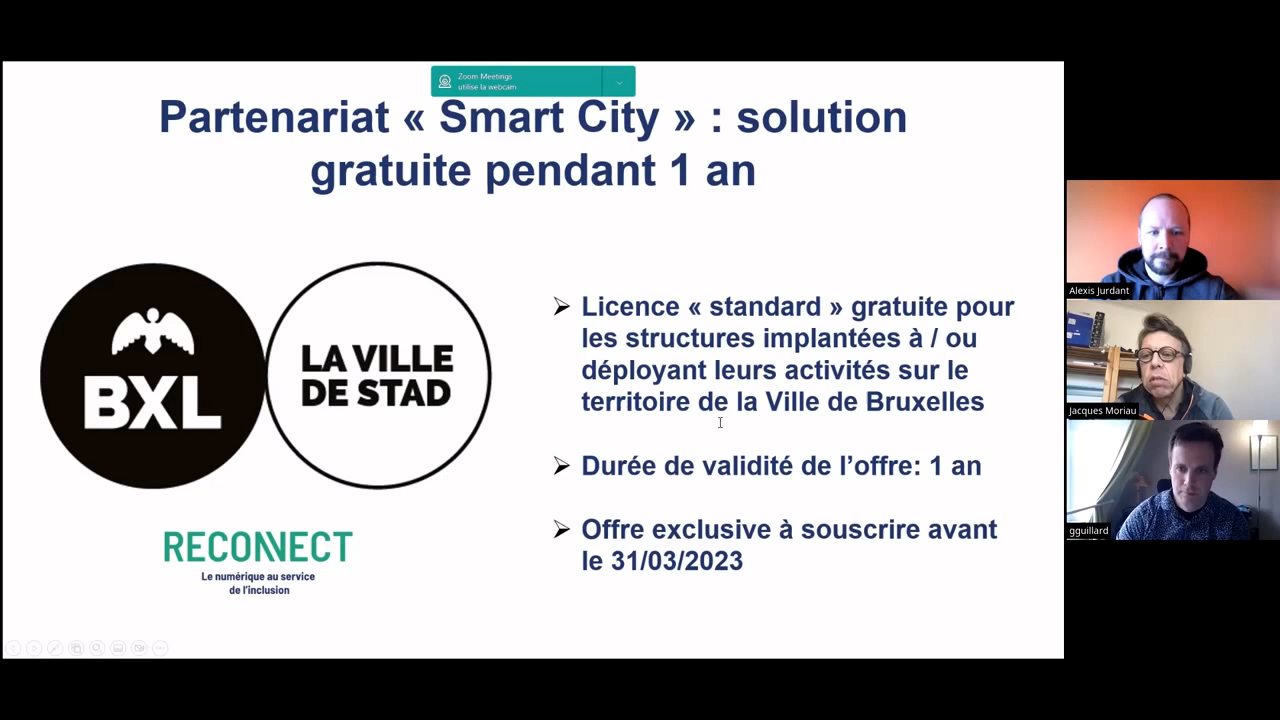 Zoom Meetings
utilise la webcam
Partenariat « Smart City » : solution
gratuite pendant 1 an
BXL
LA VILLE
DE STAD
RECONNECT
Le numérique au service
de l'inclusion
Licence « standard » gratuite pour
les structures implantées à / ou
déployant leurs activités sur le
territoire de la Ville de Bruxelles
Durée de validité de l’offre: 1 an
Offre exclusive à souscrire avant
le 31/03/2023
Alexis Jurdant
Jacques Moriau
gguillard